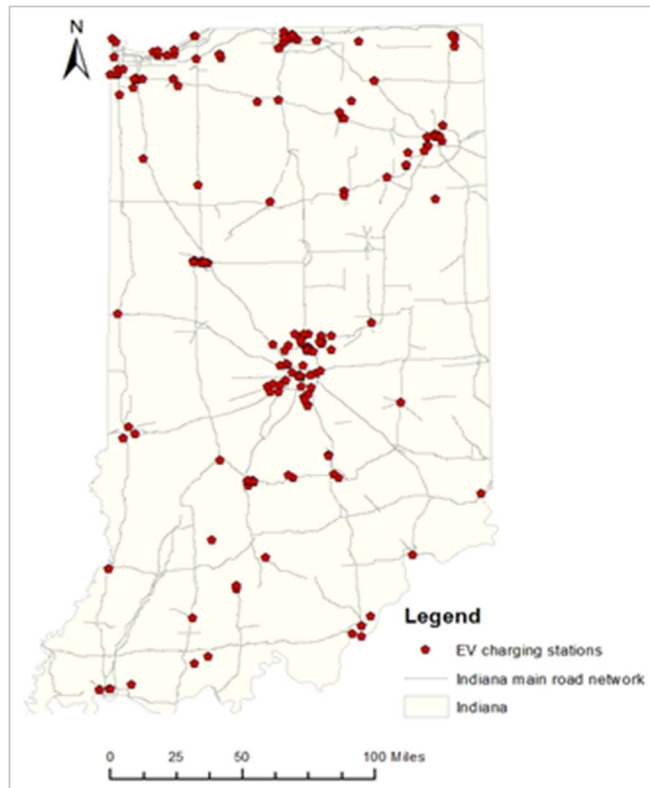 N
Legend
EV charging stations
Indiana main road network
Indiana
0 25 50 100 Miles